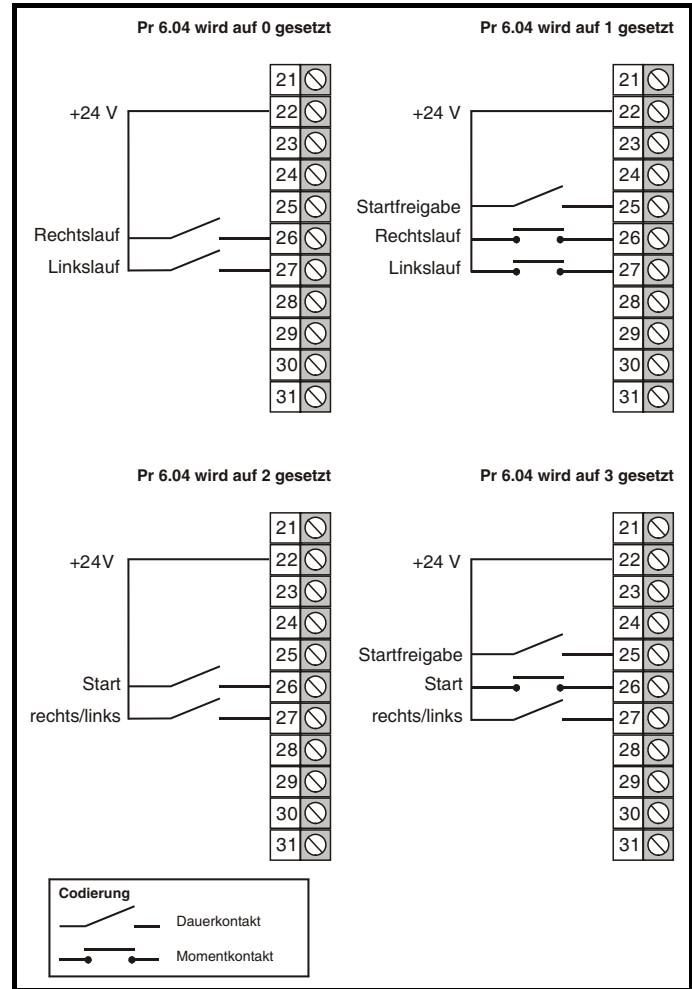 Pr 6.04 wird auf 0 gesetzt
21
+24 V 22
23
24
25
Rechtslauf 26
Linkslauf 27
28
29
30
31
Pr 6.04 wird auf 1 gesetzt
21
+24 V 22
23
24
Startfreigabe 25
Rechtslauf 26
Linkslauf 27
28
29
30
31
Pr 6.04 wird auf 2 gesetzt
21
+24V 22
23
24
25
Start 26
rechts/links 27
28
29
30
31
Pr 6.04 wird auf 3 gesetzt
21
+24 V 22
23
24
Startfreigabe 25
Start 26
rechts/links 27
28
29
30
31
Codierung
Dauerkontakt
Momentkontakt